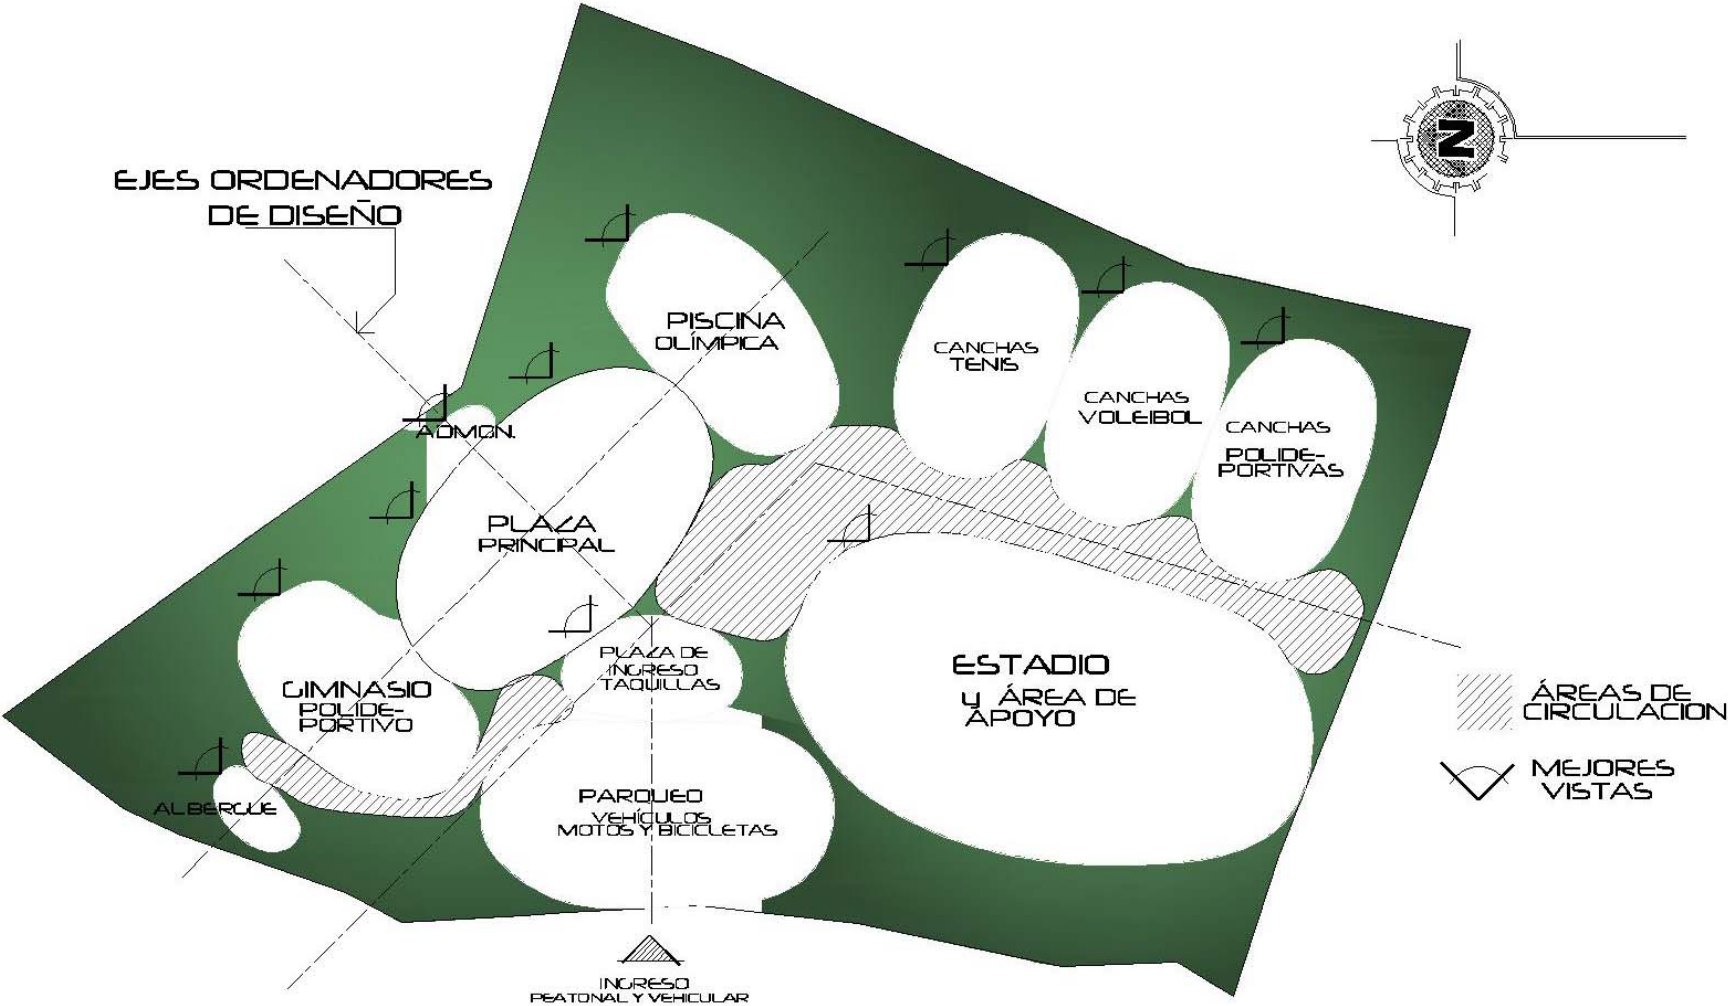 EJES ORDENADORES
DE DISEÑO
N
PISCINA
OLÍMPICA
CANCHAS
TENIS
CANCHAS
VOLEIBOL
CANCHAS
POLIDE-
PORTIVAS
ADMON.
PLAZA
PRINCIPAL
PLAZA DE
INGRESO
TAQUILLAS
ESTADIO
y ÁREA DE
APOYO
GIMNASIO
POLIDE-
PORTIVO
ALBERGUE
PARQUEO
VEHÍCULOS
MOTOS Y BICICLETAS
ÁREAS DE
CIRCULACION
MEJORES
VISTAS
INGRESO
PEATONAL Y VEHICULAR